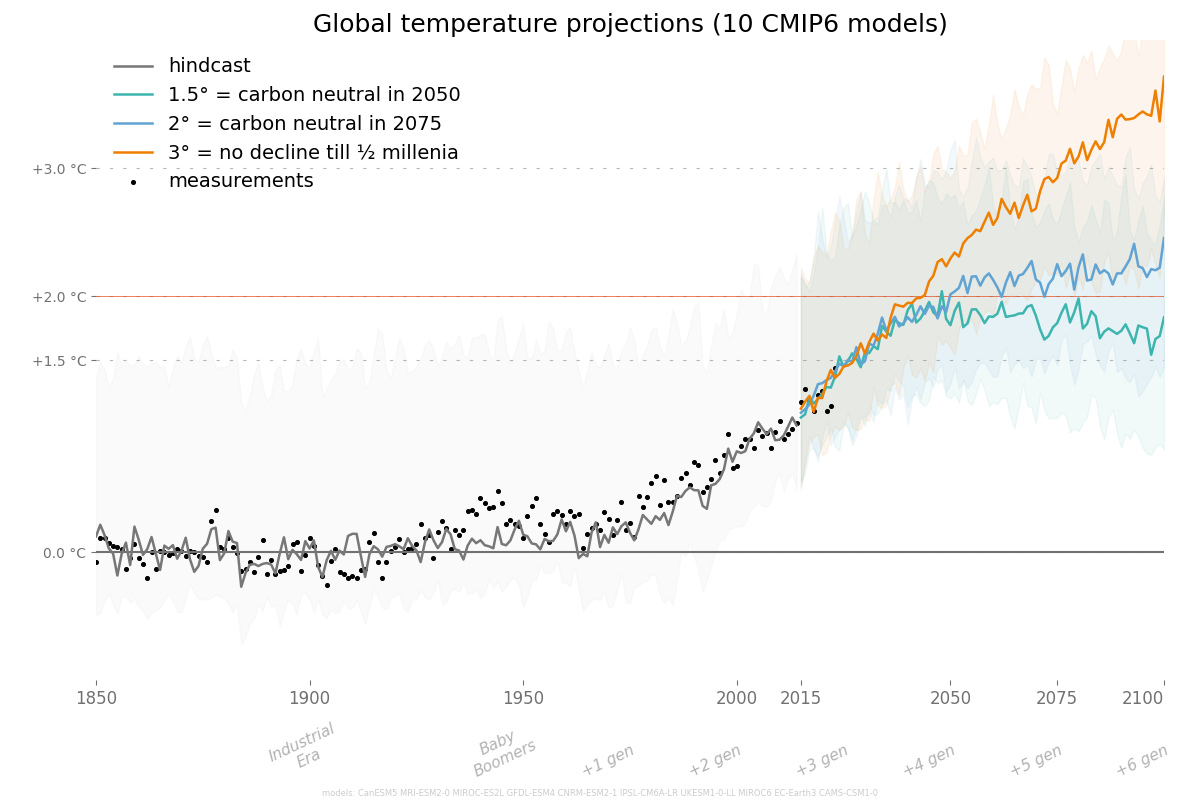 Global temperature projections (10 CMIP6 models)
hindcast
1.5° = carbon neutral in 2050
2° = carbon neutral in 2075
3° = no decline till ½ millenia
measurements
+3.0 °C
+2.0 °C
+1.5 °C
0.0 °C
1850
1900
1950
2000
2015
2050
2075
2100
Industrial
Era
Baby
Boomers
+1 gen
+2 gen
+3 gen
+4 gen
+5 gen
+6 gen
models: CanESM5 MRI-ESM2-0 MIROC-ES2L GFDL-ESM4 CNRM-ESM2-1 IPSL-CM6A-LR UKESM1-0-LL MIROC6 EC-Earth3 CAMS-CSM1-0